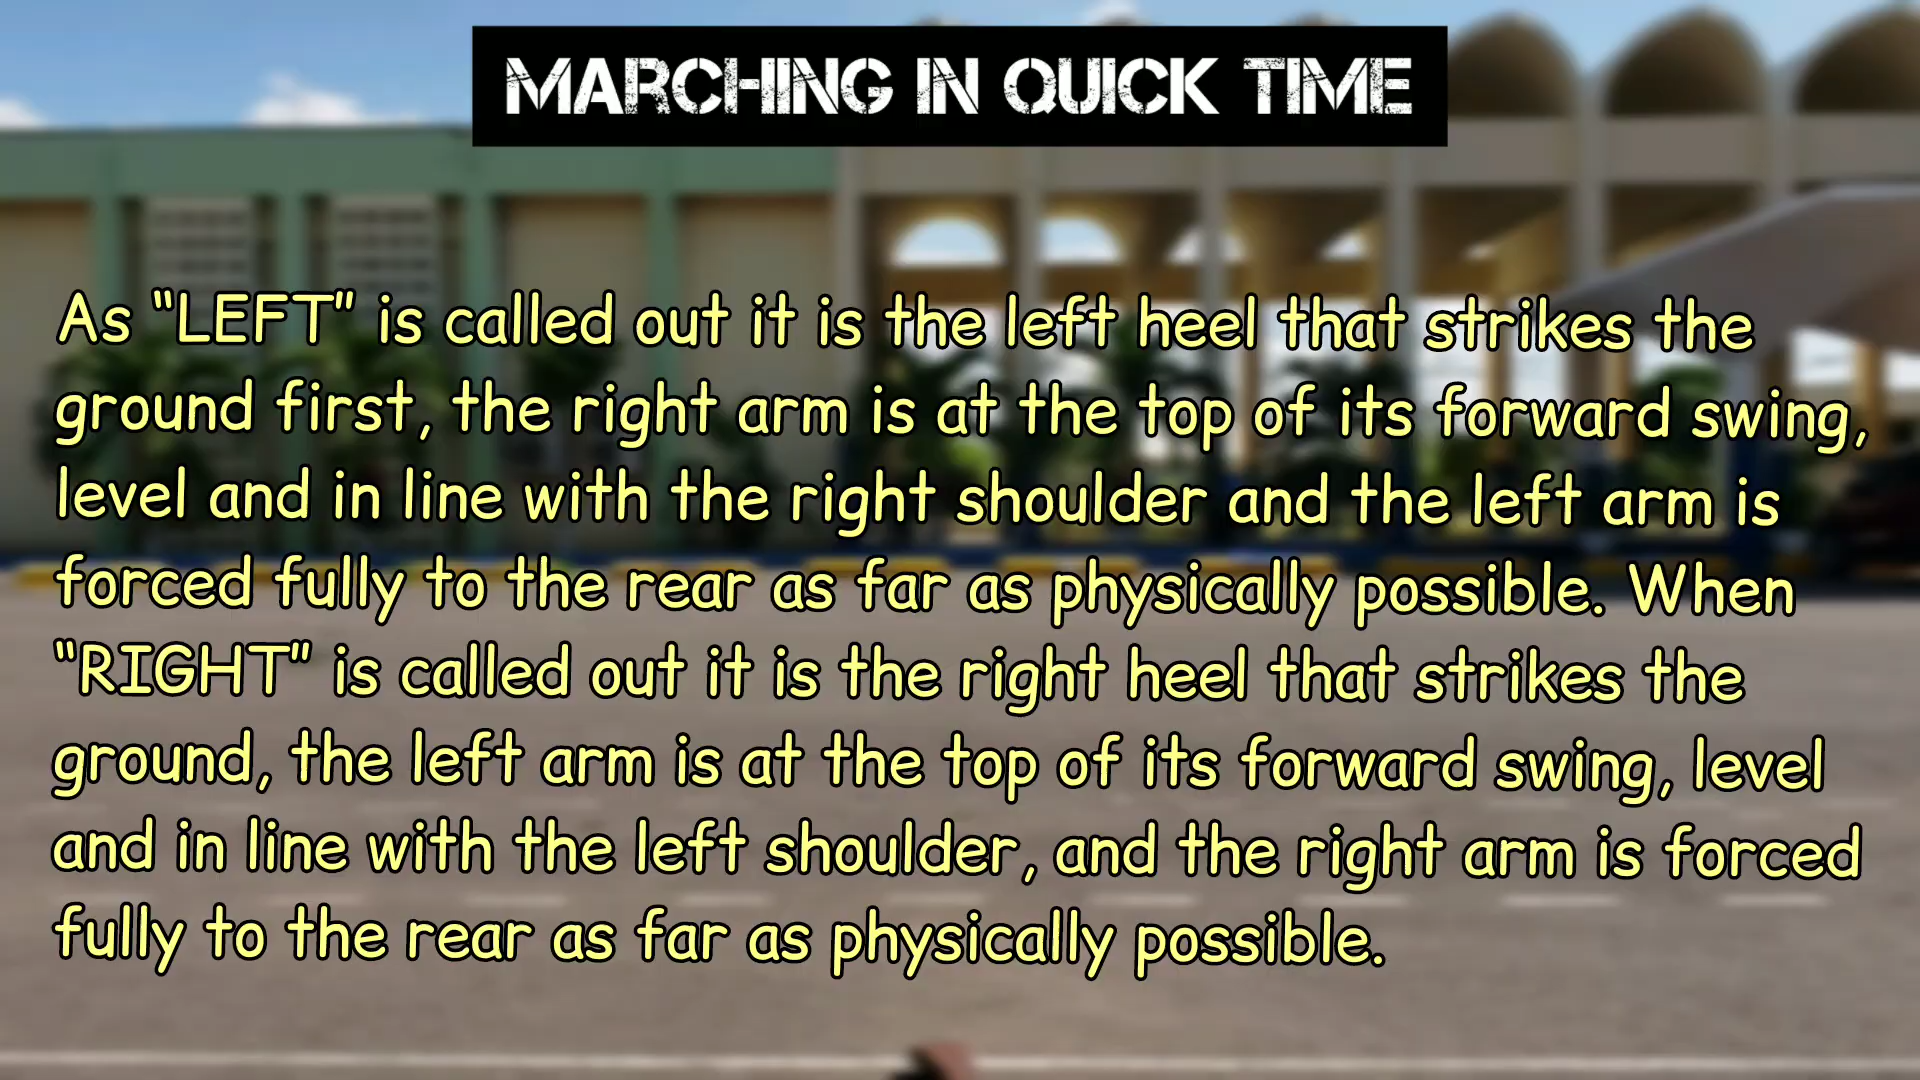 MARCHING IN QUICK TIME
As “LEFT” is called out it is the left heel that strikes the
ground first, the right arm is at the top of its forward swing,
level and in line with the right shoulder and the left arm is
forced fully to the rear as far as physically possible. When
“RIGHT” is called out it is the right heel that strikes the
ground, the left arm is at the top of its forward swing, level
and in line with the left shoulder, and the right arm is forced
fully to the rear as far as physically possible.